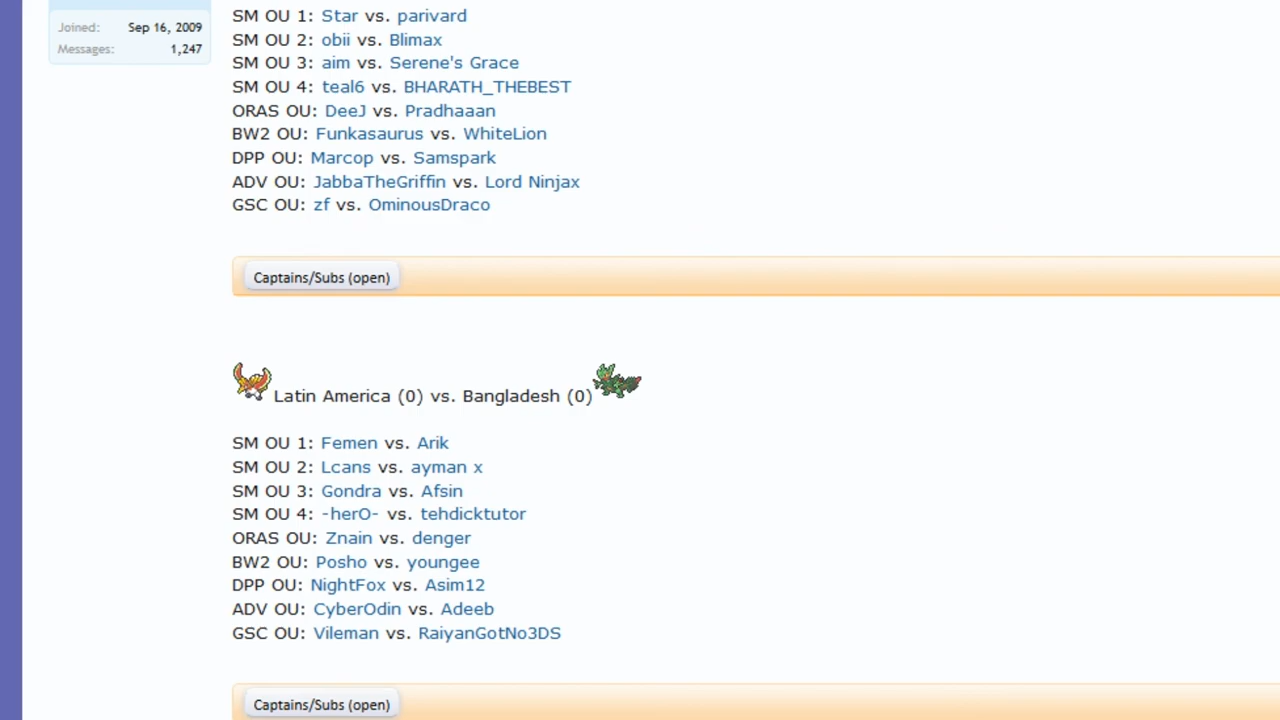 Joined: Sep 16, 2009
Messages: 1,247
SM OU 1: Star vs. parivard
SM OU 2: obii vs. Blimax
SM OU 3: aim vs. Serene's Grace
SM OU 4: teal6 vs. BHARATH_THEBEST
ORAS OU: DeeJ vs. Pradhaaan
BW2 OU: Funkasaurus vs. WhiteLion
DPP OU: Marcop vs. Samspark
ADV OU: JabbaTheGriffin vs. Lord Ninjax
GSC OU: zf vs. OminousDraco
Captains/Subs (open)
Latin America (0) vs. Bangladesh (0)
SM OU 1: Femen vs. Arik
SM OU 2: Lcans vs. ayman x
SM OU 3: Gondra vs. Afsin
SM OU 4: -herO- vs. tehdicktutor
ORAS OU: Znain vs. denger
BW2 OU: Posho vs. youngee
DPP OU: NightFox vs. Asim12
ADV OU: CyberOdin vs. Adeeb
GSC OU: Vileman vs. RaiyanGotNo3DS
Captains/Subs (open)